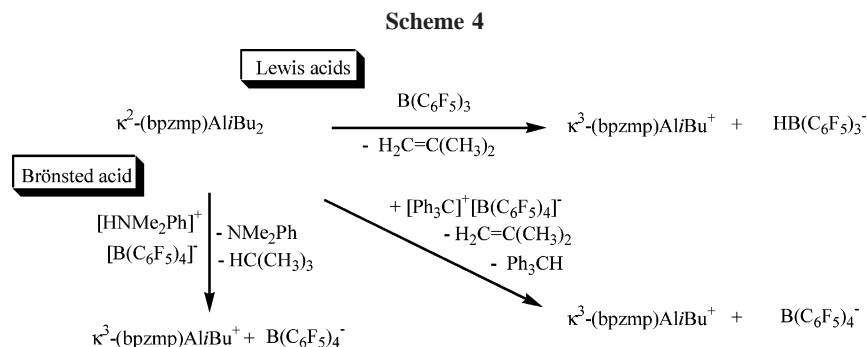 Scheme 4
Lewis acids
κ²-(bpzmp)AliBu₂
B(C₆F₅)₃
- H₂C=C(CH₃)₂
κ³-(bpzmp)AliBu⁺ + HB(C₆F₅)₃⁻
Brönsted acid
[HNMe₂Ph]⁺
[B(C₆F₅)₄]⁻
- NMe₂Ph
- HC(CH₃)₃
+ [Ph₃C]⁺[B(C₆F₅)₄]⁻
-H₂C=C(CH₃)₂
- Ph₃CH
κ³-(bpzmp)AliBu⁺ + B(C₆F₅)₄⁻
κ³-(bpzmp)AliBu⁺ + B(C₆F₅)₄⁻